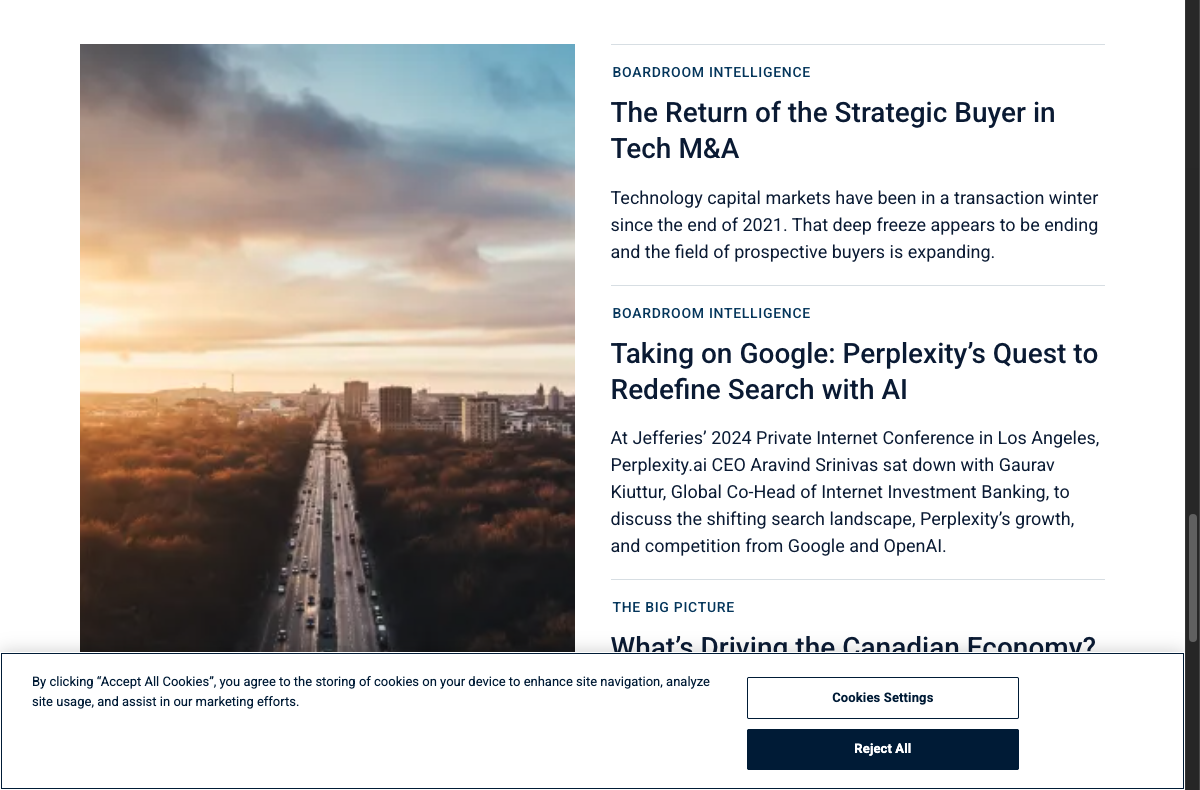 BOARDROOM INTELLIGENCE
The Return of the Strategic Buyer in
Tech M&A
Technology capital markets have been in a transaction winter
since the end of 2021. That deep freeze appears to be ending
and the field of prospective buyers is expanding.
BOARDROOM INTELLIGENCE
Taking on Google: Perplexity’s Quest to
Redefine Search with AI
At Jefferies’ 2024 Private Internet Conference in Los Angeles,
Perplexity.ai CEO Aravind Srinivas sat down with Gaurav
Kiuttur, Global Co-Head of Internet Investment Banking, to
discuss the shifting search landscape, Perplexity’s growth,
and competition from Google and OpenAI.
THE BIG PICTURE
What’s Driving the Canadian Economy?
By clicking “Accept All Cookies”, you agree to the storing of cookies on your device to enhance site navigation, analyze
site usage, and assist in our marketing efforts.
Cookies Settings
Reject All